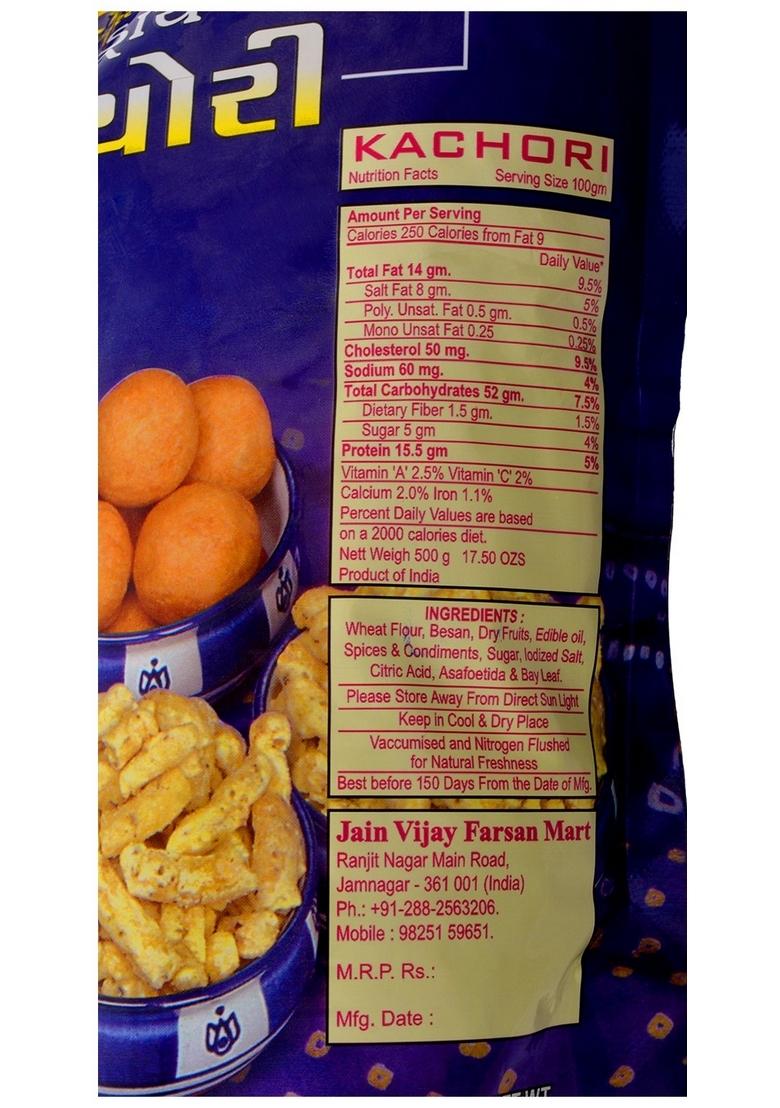 ચોરી
KACHORI
Nutrition Facts Serving Size 100gm
Amount Per Serving
Calories 250 Calories from Fat 9
Daily Value*
Total Fat 14 gm. 9.5%
Salt Fat 8 gm. 5%
Poly. Unsat. Fat 0.5 gm. 0.5%
Mono Unsat Fat 0.25 0.25%
Cholesterol 50 mg. 9.5%
Sodium 60 mg. 4%
Total Carbohydrates 52 gm. 7.5%
Dietary Fiber 1.5 gm. 1.5%
Sugar 5 gm 4%
Protein 15.5 gm 5%
Vitamin 'A' 2.5% Vitamin 'C' 2%
Calcium 2.0% Iron 1.1%
Percent Daily Values are based
on a 2000 calories diet.
Nett Weigh 500 g 17.50 OZS
Product of India
INGREDIENTS :
Wheat Flour, Besan, Dry Fruits, Edible oil,
Spices & Condiments, Sugar, Iodized Salt,
Citric Acid, Asafoetida & Bay Leaf.
Please Store Away From Direct Sun Light
Keep in Cool & Dry Place
Vaccumised and Nitrogen Flushed
for Natural Freshness
Best before 150 Days From the Date of Mfg.
Jain Vijay Farsan Mart
Ranjit Nagar Main Road,
Jamnagar - 361 001 (India)
Ph.: +91-288-2563206.
Mobile : 98251 59651.
M.R.P. Rs.:
Mfg. Date :